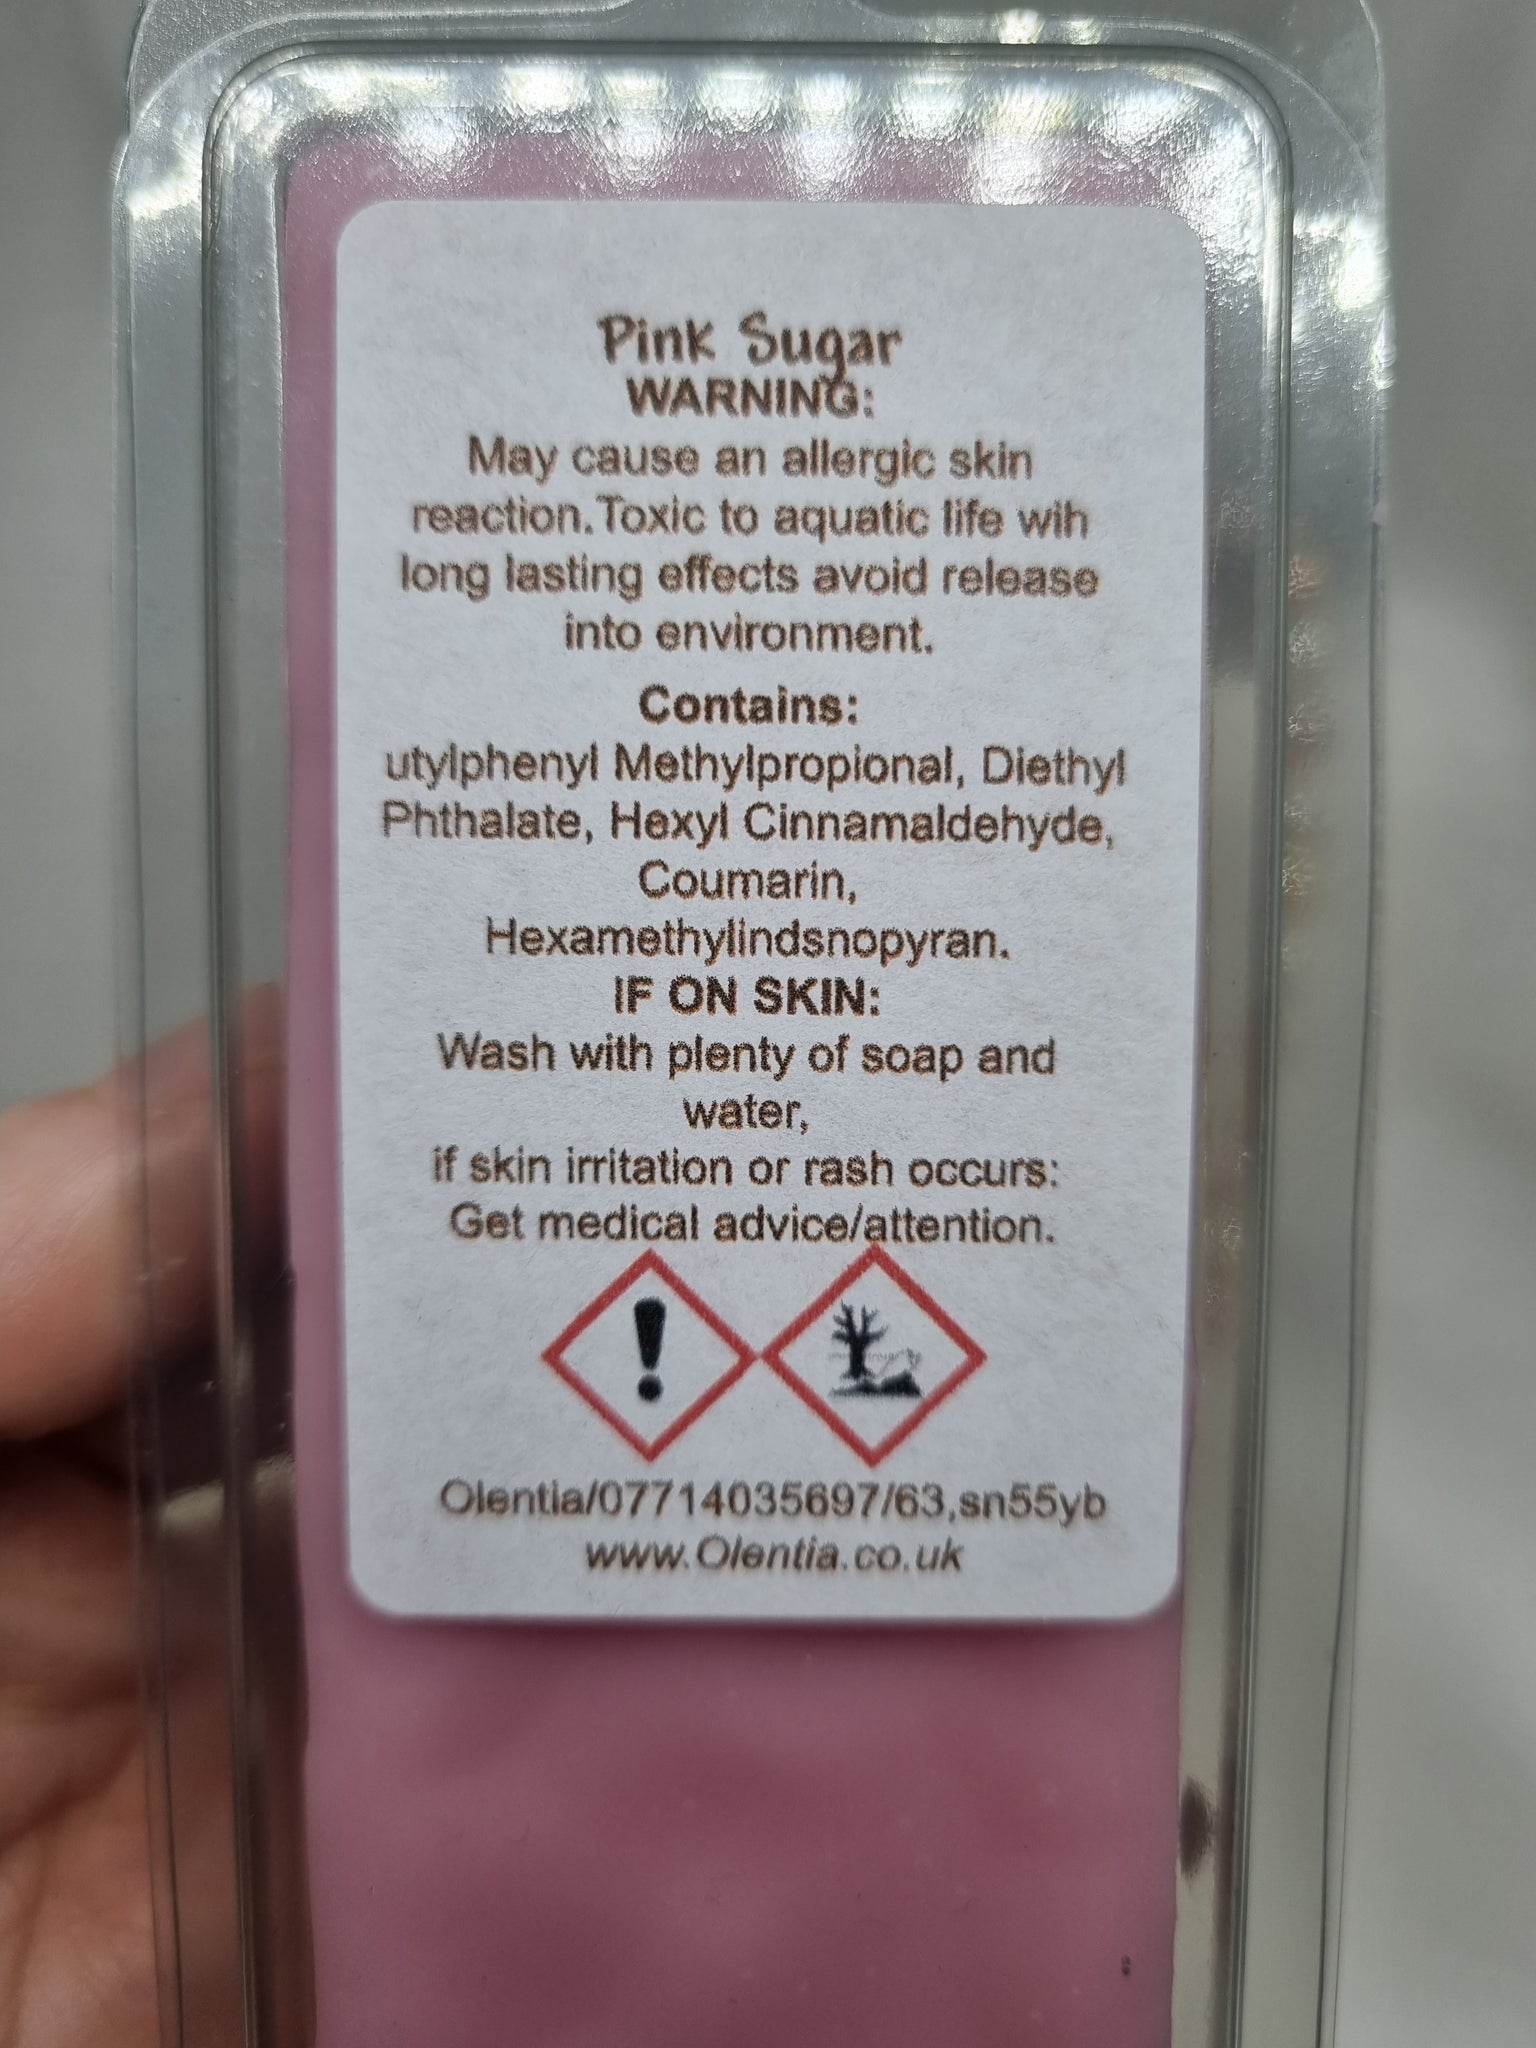 Pink Sugar
WARNING:
May cause an allergic skin
reaction.Toxic to aquatic life wih
long lasting effects avoid release
into environment.
Contains:
utylphenyl Methylpropional, Diethyl
Phthalate, Hexyl Cinnamaldehyde,
Coumarin,
Hexamethylindsnopyran.
IF ON SKIN:
Wash with plenty of soap and
water,
if skin irritation or rash occurs:
Get medical advice/attention.
Olentia/07714035697/63,sn55yb
www.Olentia.co.uk